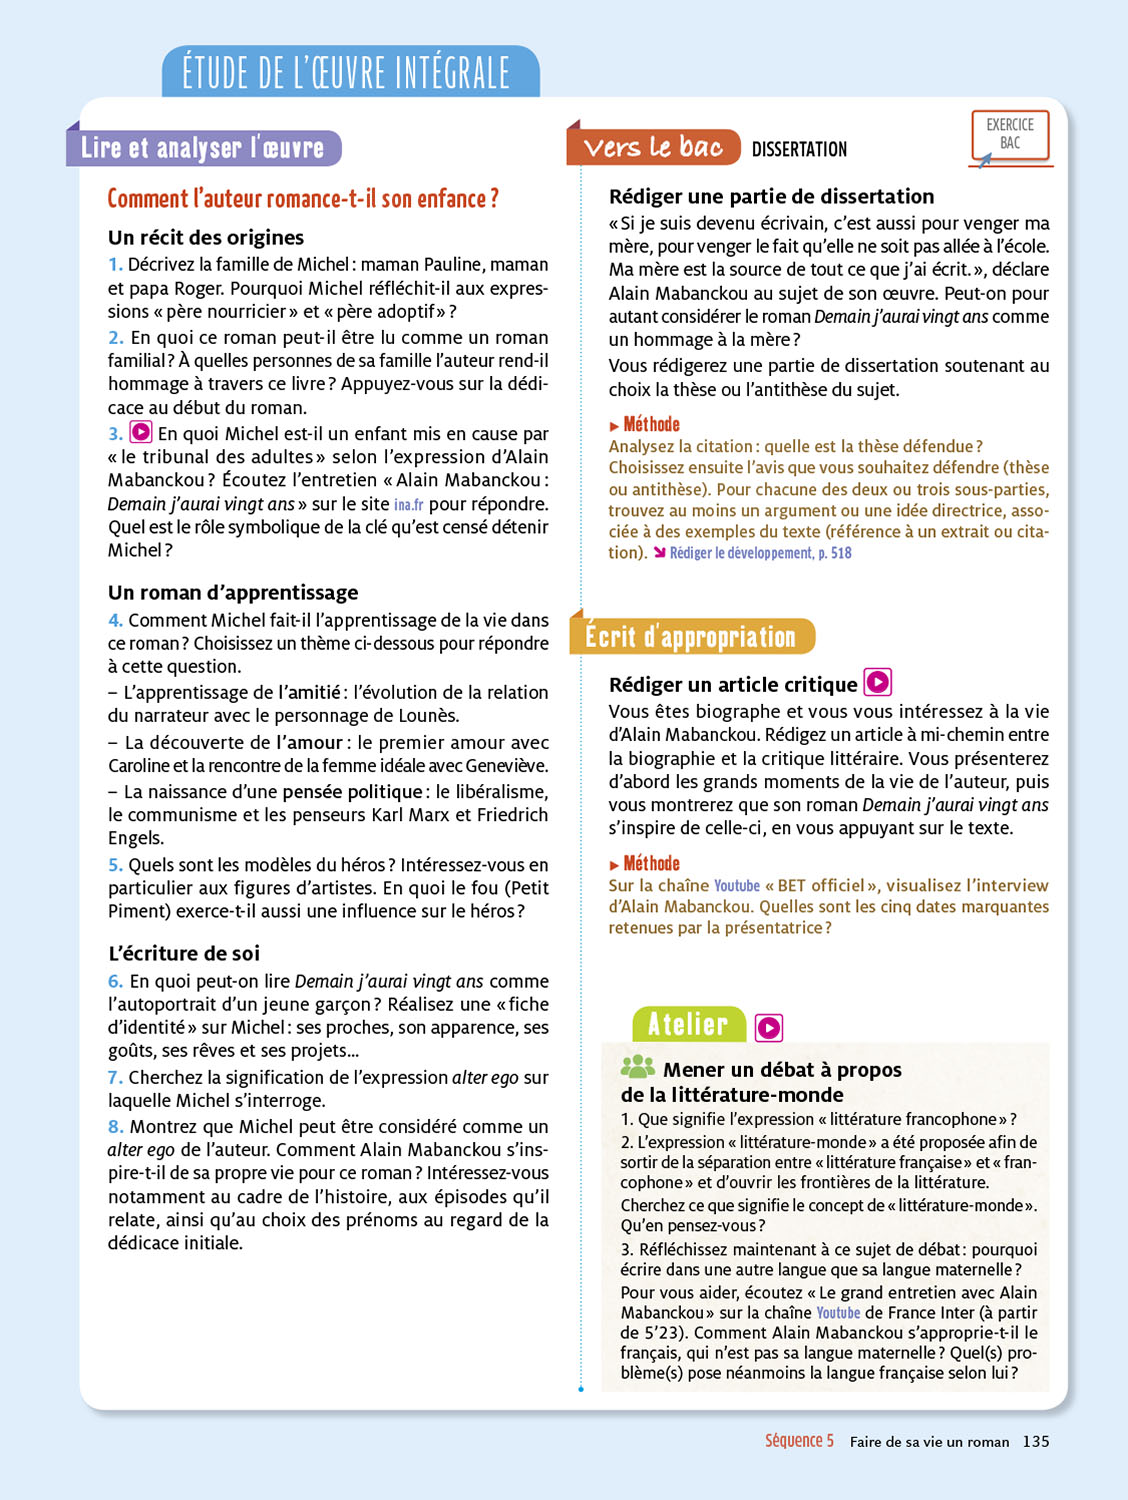 ÉTUDE DE L’ŒUVRE INTÉGRALE
Lire et analyser l’œuvre
Comment l’auteur romance-t-il son enfance ?
Un récit des origines
1. Décrivez la famille de Michel : maman Pauline, maman
et papa Roger. Pourquoi Michel réfléchit-il aux expres-
sions « père nourricier » et « père adoptif » ?
2. En quoi ce roman peut-il être lu comme un roman
familial ? À quelles personnes de sa famille l’auteur rend-il
hommage à travers ce livre ? Appuyez-vous sur la dédi-
cace au début du roman.
3. En quoi Michel est-il un enfant mis en cause par
« le tribunal des adultes » selon l’expression d’Alain
Mabanckou ? Écoutez l’entretien « Alain Mabanckou :
Demain j’aurai vingt ans » sur le site ina.fr pour répondre.
Quel est le rôle symbolique de la clé qu’est censé détenir
Michel ?
Un roman d’apprentissage
4. Comment Michel fait-il l’apprentissage de la vie dans
ce roman ? Choisissez un thème ci-dessous pour répondre
à cette question.
– L’apprentissage de l’amitié : l’évolution de la relation
du narrateur avec le personnage de Lounès.
– La découverte de l’amour : le premier amour avec
Caroline et la rencontre de la femme idéale avec Geneviève.
– La naissance d’une pensée politique : le libéralisme,
le communisme et les penseurs Karl Marx et Friedrich
Engels.
5. Quels sont les modèles du héros ? Intéressez-vous en
particulier aux figures d’artistes. En quoi le fou (Petit
Piment) exerce-t-il aussi une influence sur le héros ?
L’écriture de soi
6. En quoi peut-on lire Demain j’aurai vingt ans comme
l’autoportrait d’un jeune garçon ? Réalisez une « fiche
d’identité » sur Michel : ses proches, son apparence, ses
goûts, ses rêves et ses projets…
7. Cherchez la signification de l’expression alter ego sur
laquelle Michel s’interroge.
8. Montrez que Michel peut être considéré comme un
alter ego de l’auteur. Comment Alain Mabanckou s’ins-
pire-t-il de sa propre vie pour ce roman ? Intéressez-vous
notamment au cadre de l’histoire, aux épisodes qu’il
relate, ainsi qu’au choix des prénoms au regard de la
dédicace initiale.
Vers le bac DISSERTATION
EXERCICE
BAC
Rédiger une partie de dissertation
« Si je suis devenu écrivain, c’est aussi pour venger ma
mère, pour venger le fait qu’elle ne soit pas allée à l’école.
Ma mère est la source de tout ce que j’ai écrit. », déclare
Alain Mabanckou au sujet de son œuvre. Peut-on pour
autant considérer le roman Demain j’aurai vingt ans comme
un hommage à la mère ?
Vous rédigerez une partie de dissertation soutenant au
choix la thèse ou l’antithèse du sujet.
► Méthode
Analysez la citation : quelle est la thèse défendue ?
Choisissez ensuite l’avis que vous souhaitez défendre (thèse
ou antithèse). Pour chacune des deux ou trois sous-parties,
trouvez au moins un argument ou une idée directrice, asso-
ciée à des exemples du texte (référence à un extrait ou cita-
tion). ➘ Rédiger le développement, p. 518
Écrit d’appropriation
Rédiger un article critique
Vous êtes biographe et vous vous intéressez à la vie
d’Alain Mabanckou. Rédigez un article à mi-chemin entre
la biographie et la critique littéraire. Vous présenterez
d’abord les grands moments de la vie de l’auteur, puis
vous montrerez que son roman Demain j’aurai vingt ans
s’inspire de celle-ci, en vous appuyant sur le texte.
► Méthode
Sur la chaîne Youtube « BET officiel », visualisez l’interview
d’Alain Mabanckou. Quelles sont les cinq dates marquantes
retenues par la présentatrice ?
Atelier
Mener un débat à propos
de la littérature-monde
1. Que signifie l’expression « littérature francophone » ?
2. L’expression « littérature-monde » a été proposée afin de
sortir de la séparation entre « littérature française » et « fran-
cophone » et d’ouvrir les frontières de la littérature.
Cherchez ce que signifie le concept de « littérature-monde ».
Qu’en pensez-vous ?
3. Réfléchissez maintenant à ce sujet de débat : pourquoi
écrire dans une autre langue que sa langue maternelle ?
Pour vous aider, écoutez « Le grand entretien avec Alain
Mabanckou » sur la chaîne Youtube de France Inter (à partir
de 5’23). Comment Alain Mabanckou s’approprie-t-il le
français, qui n’est pas sa langue maternelle ? Quel(s) pro-
blème(s) pose néanmoins la langue française selon lui ?
Séquence 5 Faire de sa vie un roman 135